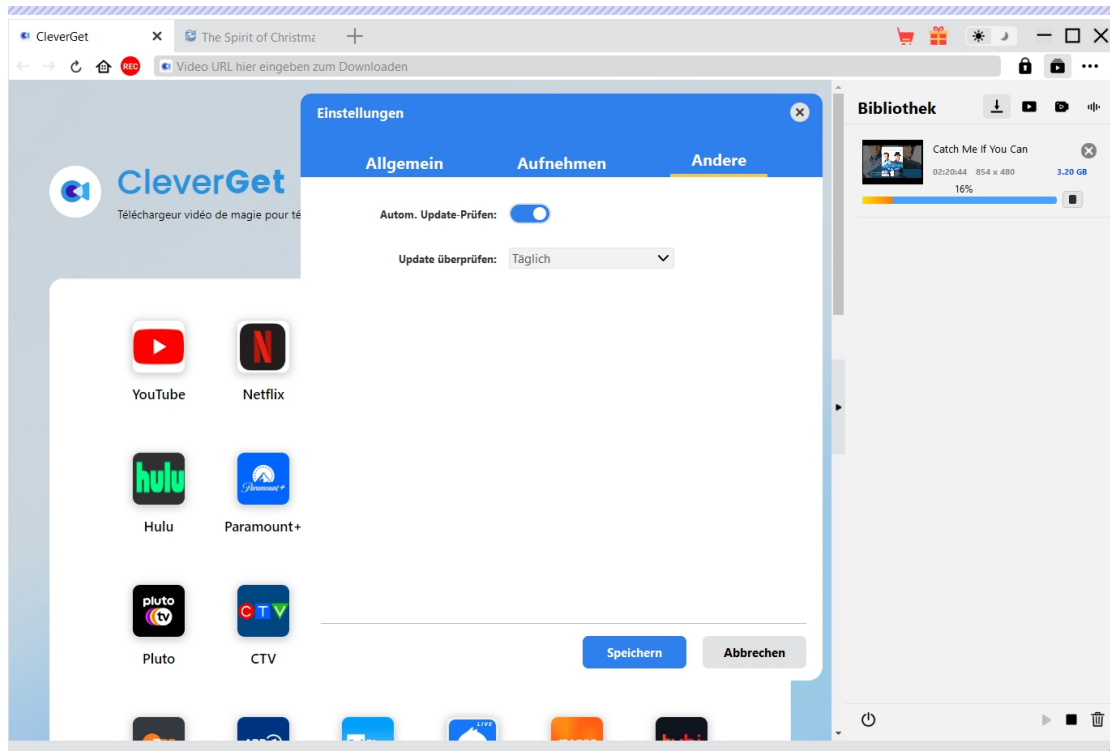 CleverGet
The Spirit of Christma
REC
Video URL hier eingeben zum Downloaden
Einstellungen
Allgemein Aufnehmen Andere
Autom. Update-Prüfen:
Update überprüfen: Täglich
Speichern Abbrechen
CleverGet
Téléchargeur vidéo de magie pour té
YouTube Netflix
hulu
Paramount+
Hulu Paramount+
pluto
tv
CTV
Pluto CTV
LIVE
Bibliothek
Catch Me If You Can
02:20:44 854 x 480 3.20 GB
16%